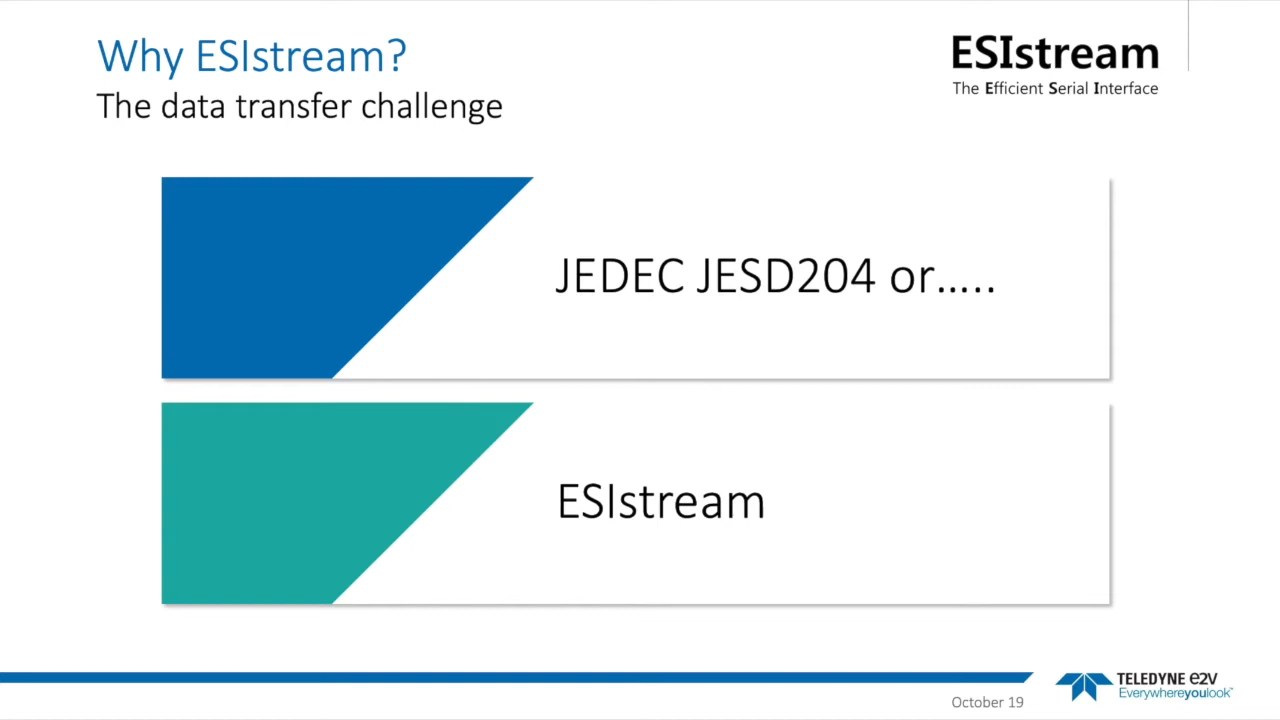 Why ESIstream?
The data transfer challenge
ESIstream
The Efficient Serial Interface
JEDEC JESD204 or…..
ESIstream
October 19
TELEDYNE e2v
Everywhereyoulook™